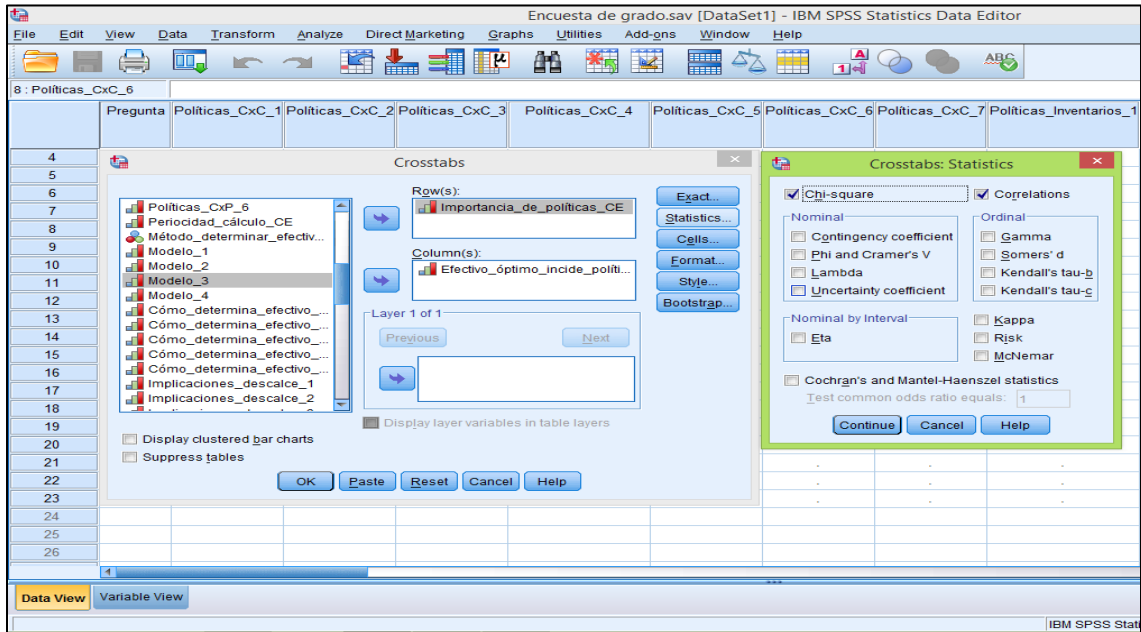 Encuesta de grado.sav [DataSet1] - IBM SPSS Statistics Data Editor
File Edit View Data Transform Analyze Direct Marketing Graphs Utilities Add-ons Window Help
8 : Políticas_CxC_6
Pregunta Políticas_CxC_1 Políticas_CxC_2 Políticas_CxC_3 Políticas_CxC_4 Políticas_CxC_5 Políticas_CxC_6 Políticas_CxC_7 Políticas_Inventarios_1
4
5
6
7
8
9
10
11
12
13
14
15
16
17
18
19
20
21
22
23
24
25
26
Crosstabs
Políticas_CxP_6
Periocidad_cálculo_CE
Método_determinar_efectiv...
Modelo_1
Modelo_2
Modelo_3
Modelo_4
Cómo_determina_efectivo_...
Cómo_determina_efectivo_...
Cómo_determina_efectivo_...
Cómo_determina_efectivo_...
Implicaciones_descalce_1
Implicaciones_descalce_2
Row(s):
Importancia_de_políticas_CE
Column(s):
Efectivo_óptimo_incide_políti...
Layer 1 of 1
Previous Next
Display layer variables in table layers
Exact...
Statistics...
Cells...
Format...
Style...
Bootstrap...
Display clustered bar charts
Suppress tables
OK Paste Reset Cancel Help
Crosstabs: Statistics
Chi-square Correlations
Nominal Ordinal
Contingency coefficient Gamma
Phi and Cramer's V Somers' d
Lambda Kendall's tau-b
Uncertainty coefficient Kendall's tau-c
Nominal by Interval Kappa
Eta Risk
McNemar
Cochran's and Mantel-Haenszel statistics
Test common odds ratio equals: 1
Continue Cancel Help
Data View Variable View
IBM SPSS Stati